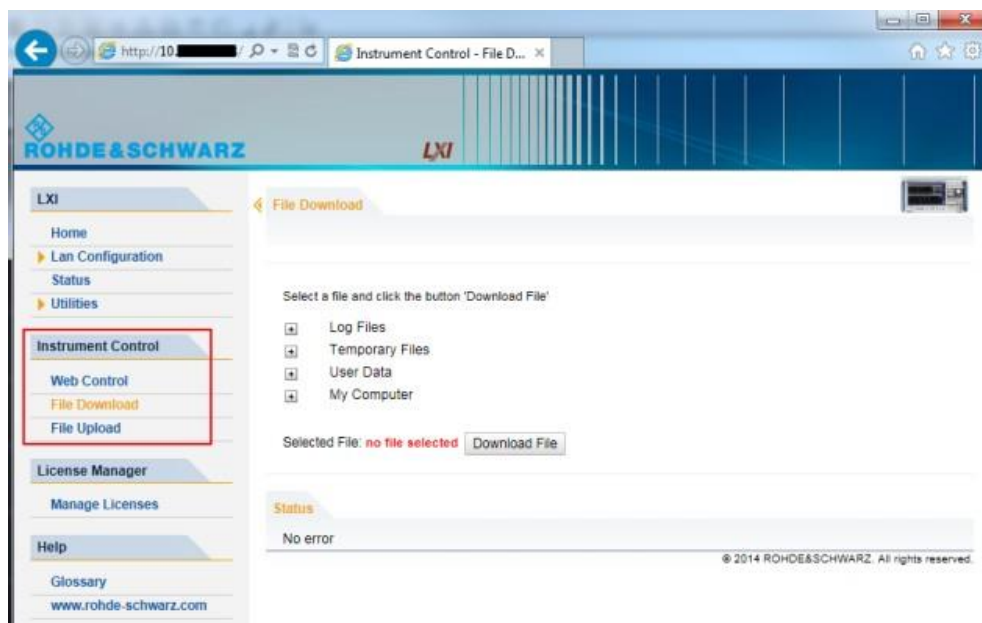 http://10.
Instrument Control - File D...
ROHDE&SCHWARZ
LXI
LXI
Home
Lan Configuration
Status
Utilities
Instrument Control
Web Control
File Download
File Upload
License Manager
Manage Licenses
Help
Glossary
www.rohde-schwarz.com
File Download
Select a file and click the button 'Download File'
Log Files
Temporary Files
User Data
My Computer
Selected File: no file selected Download File
Status
No error
© 2014 ROHDE&SCHWARZ. All rights reserved.